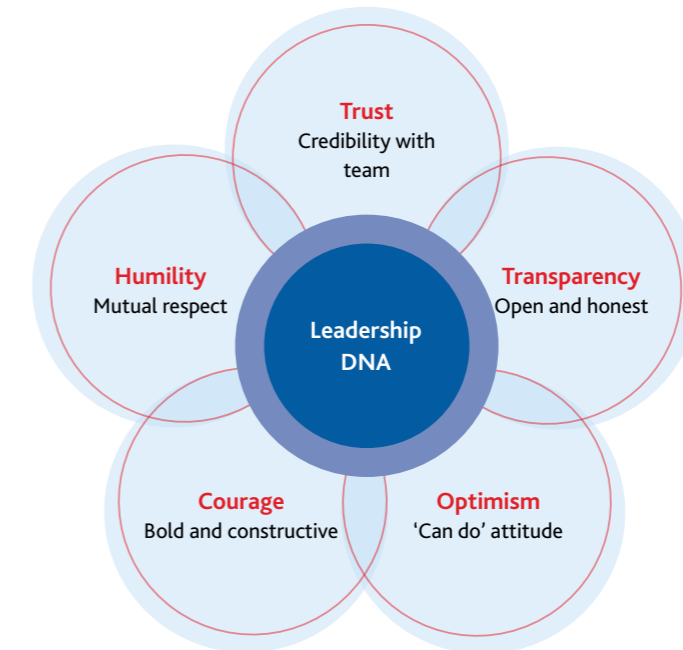 Trust
Credibility with
team
Humility
Mutual respect
Transparency
Open and honest
Leadership
DNA
Courage
Bold and constructive
Optimism
‘Can do’ attitude